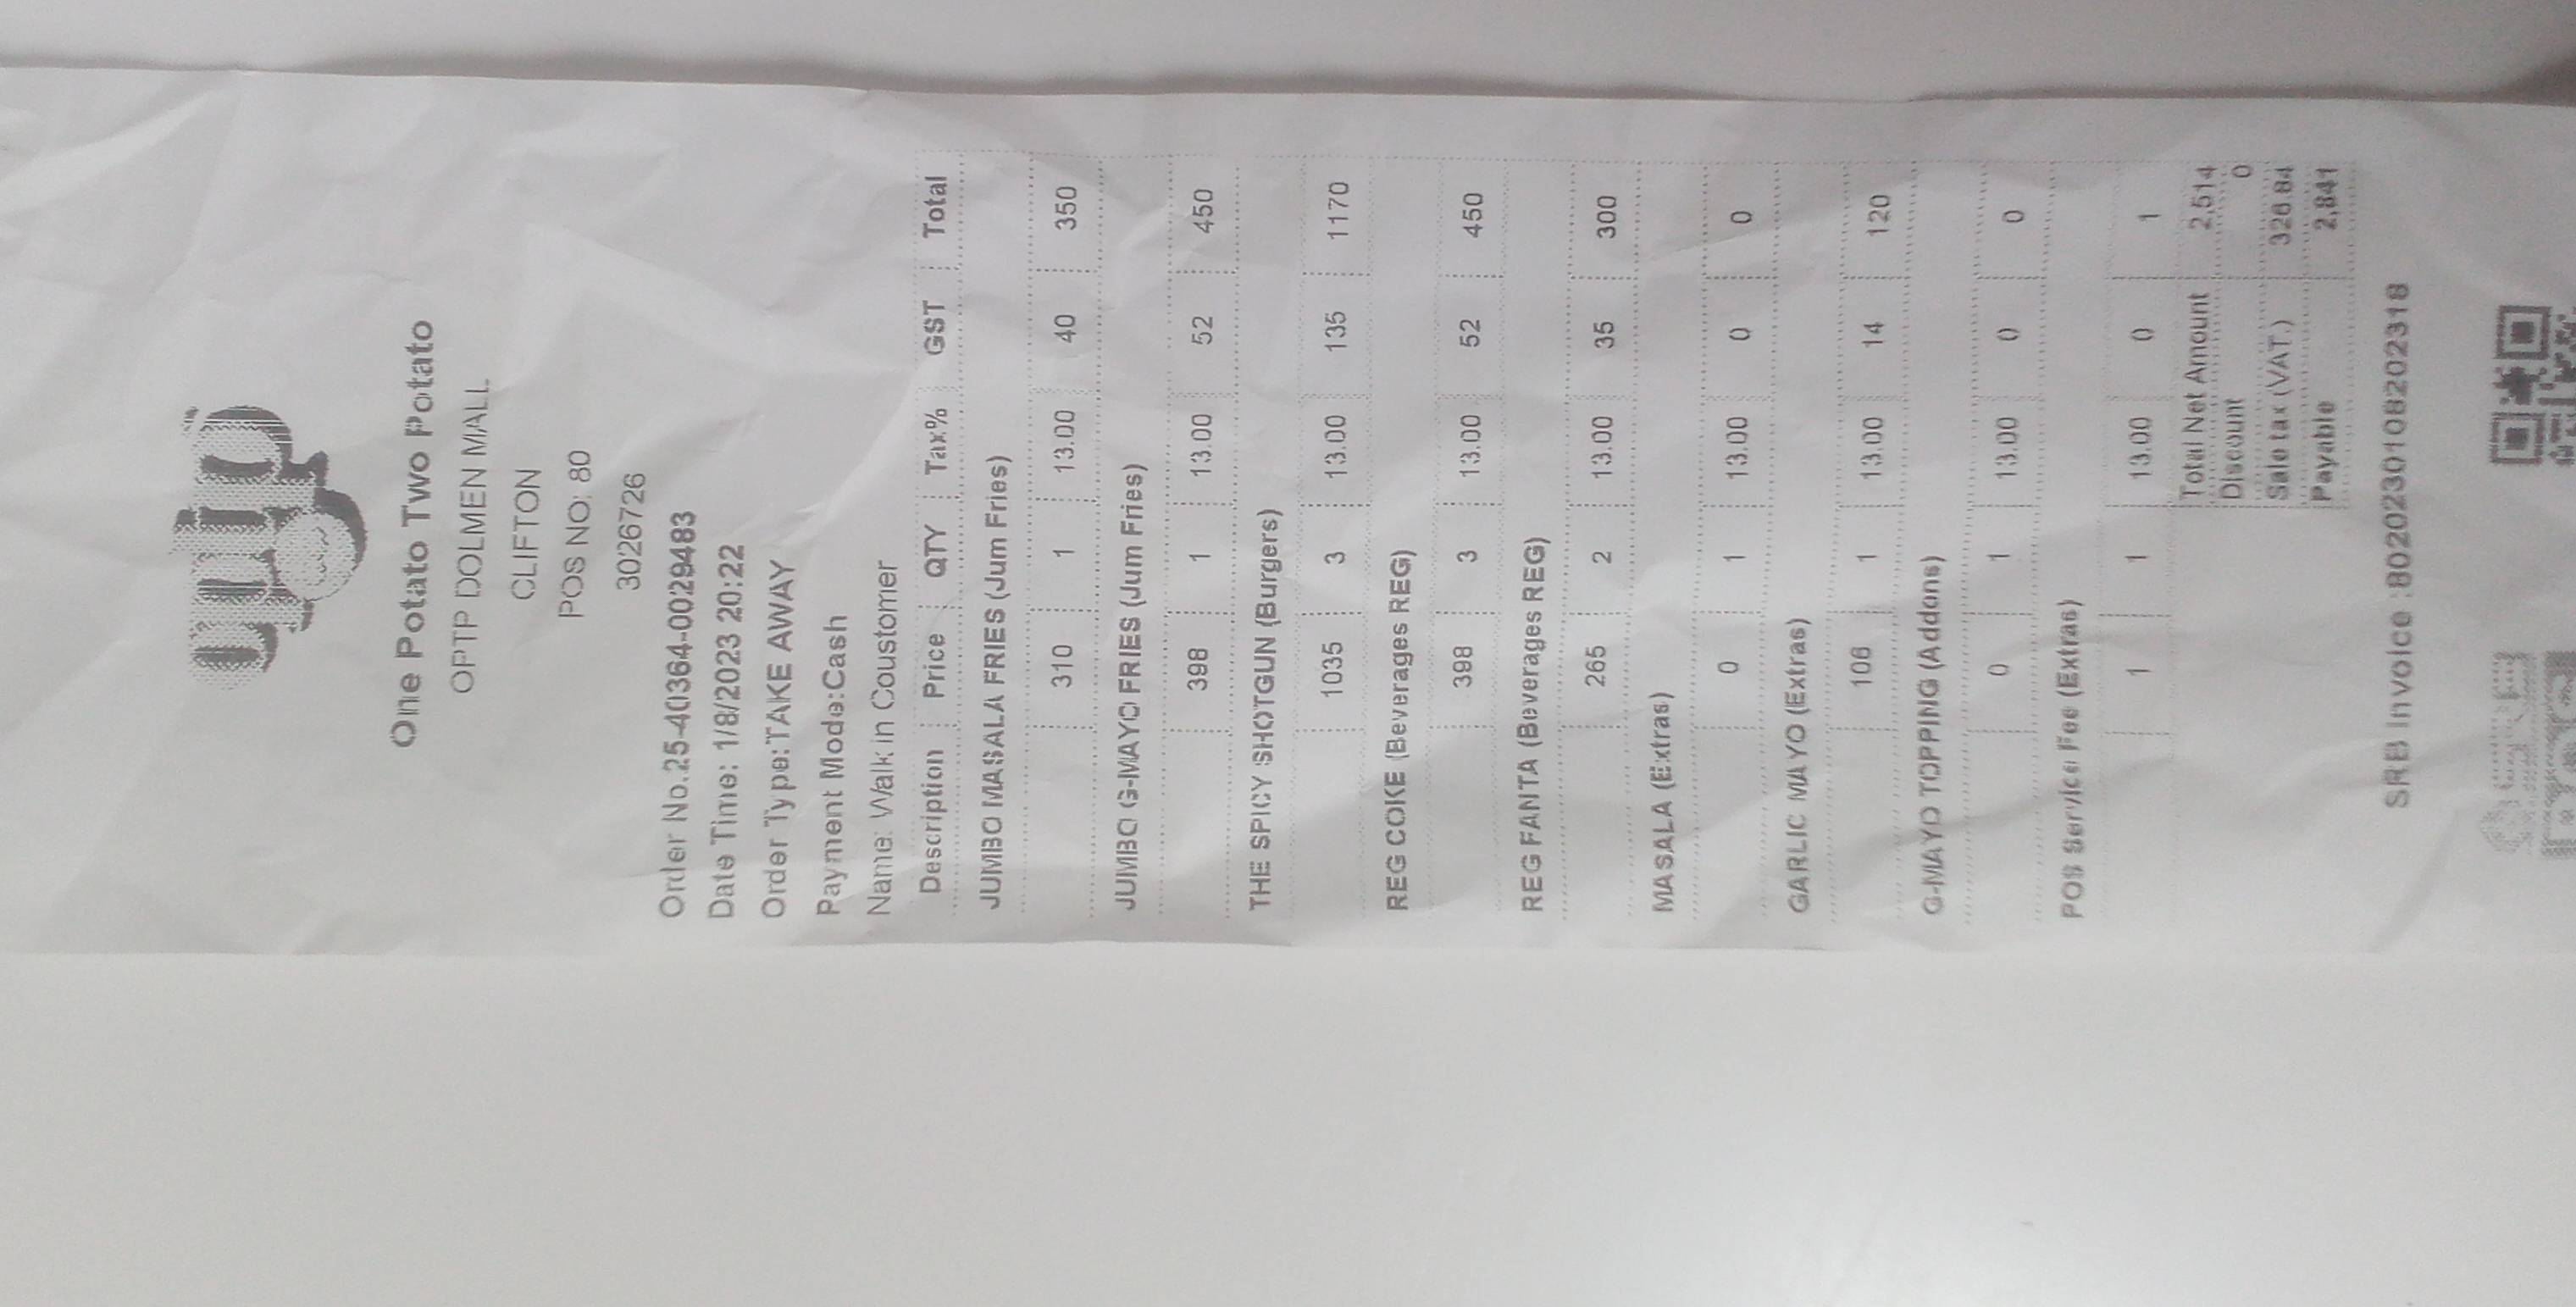 optp
One Potato Two Potato
OPTP DOLMEN MALL
CLIFTON
POS NO: 80
3026726
Order No.25-40364-0029483
Date Time: 1/8/2023 20:22
Order Type:TAKE AWAY
Payment Mode:Cash
Name: Walk in Coustomer
Description Price QTY Tax% GST Total
JUMBO MASALA FRIES (Jum Fries)
310 1 13.00 40 350
JUMBO G-MAYO FRIES (Jum Fries)
398 1 13.00 52 450
THE SPICY SHOTGUN (Burgers)
1035 3 13.00 135 1170
REG COKE (Beverages REG)
398 3 13.00 52 450
REG FANTA (Beverages REG)
265 2 13.00 35 300
MASALA (Extras)
0 1 13.00 0 0
GARLIC MAYO (Extras)
106 1 13.00 14 120
G-MAYO TOPPING (Addons)
0 1 13.00 0 0
POS Service Fee (Extras)
1 1 13.00 0 1
Total Net Amount 2,514
Discount 0
Sale tax (VAT.) 326.84
Payable 2,841
SRB Invoice :8020230108202318